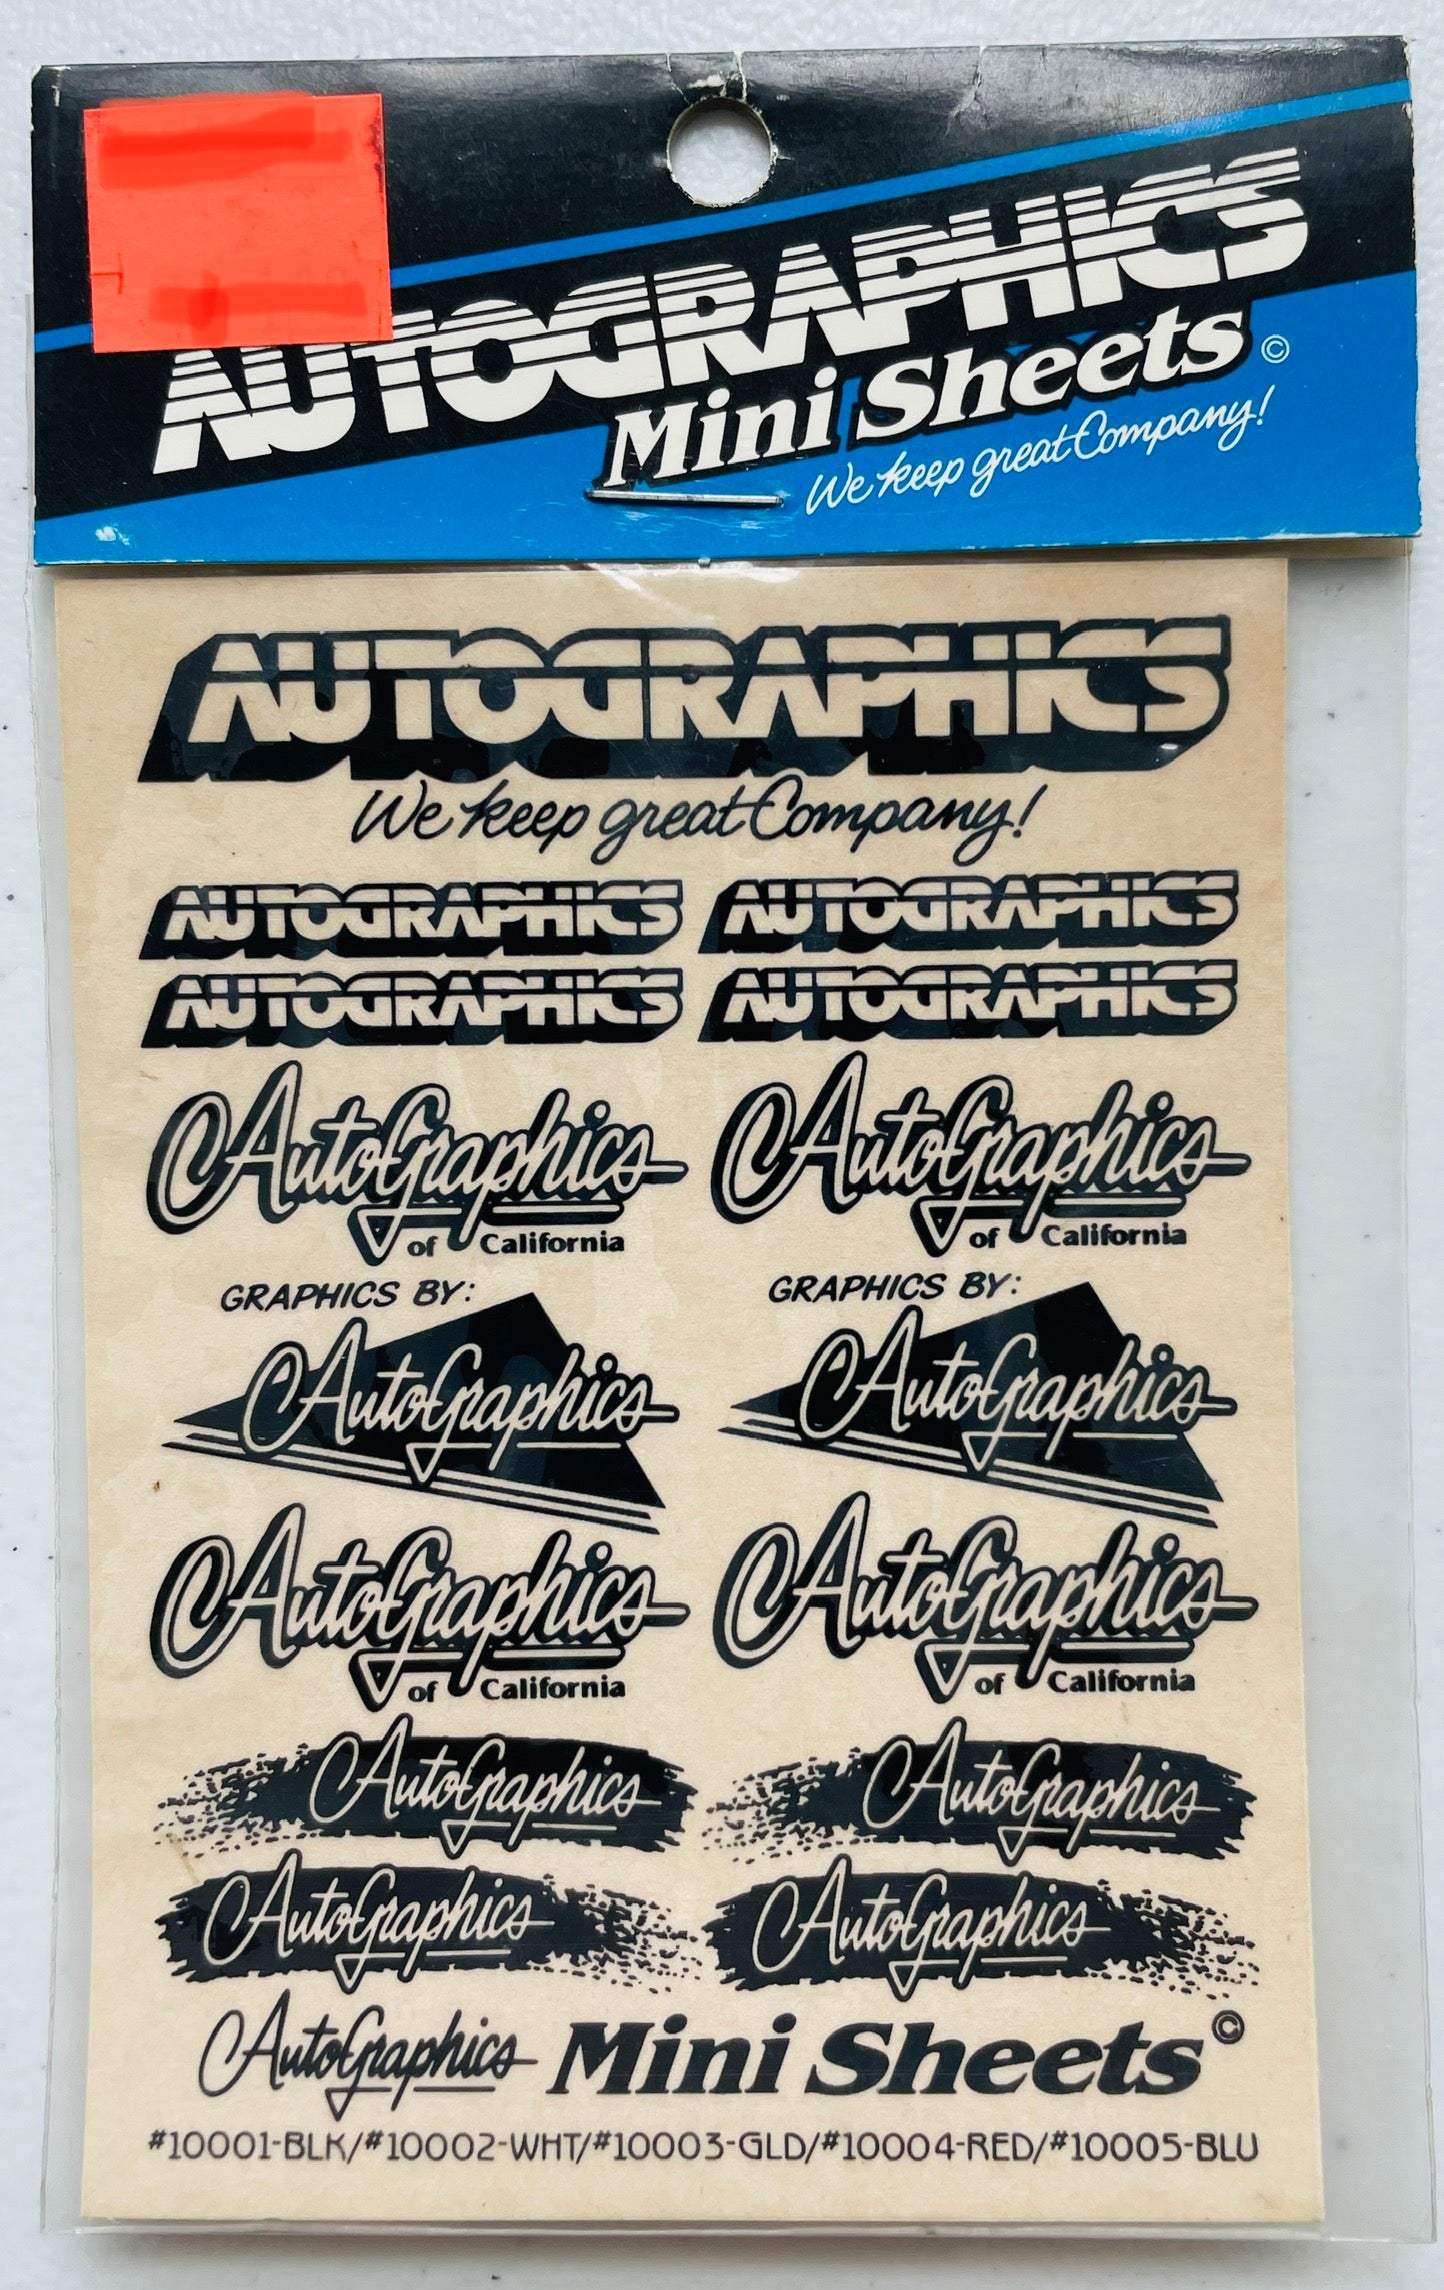 AUTOGRAPHICS
Mini Sheets ©
We keep great Company!
AUTOGRAPHICS
We keep great Company!
AUTOGRAPHICS AUTOGRAPHICS
AUTOGRAPHICS AUTOGRAPHICS
AutoGraphics AutoGraphics
of California of California
GRAPHICS BY: GRAPHICS BY:
AutoGraphics AutoGraphics
AutoGraphics AutoGraphics
of California of California
AutoGraphics AutoGraphics
AutoGraphics AutoGraphics
AutoGraphics Mini Sheets ©
#10001-BLK/#10002-WHT/#10003-GLD/#10004-RED/#10005-BLU